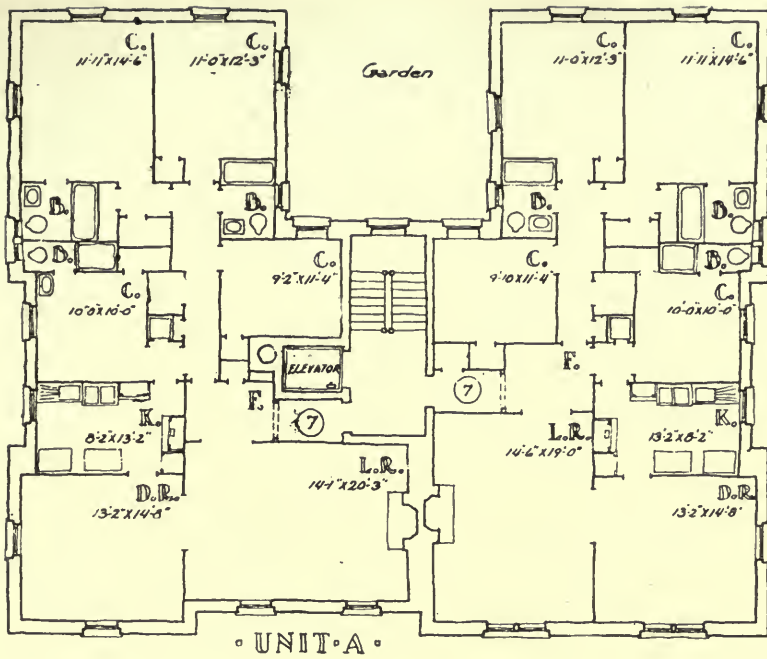 C.
11'-11"X14'-6"
C.
11'-0"X12'-3"
Garden
C.
11'-0"X12'-3"
C.
11'-11"X14'-6"
B.
B.
B.
B.
B.
B.
C.
10'0"X10'-0"
C.
9'-2"X11'-4"
C.
9'-10"X11'-4"
C.
10'-0"X10'-0"
ELEVATOR
F.
F.
7
7
K.
8'-2"X13'-2"
L.R.
14'-1"X20'-3"
L.R.
14'-6"X19'-0"
K.
13'-2"X8'-2"
D.R.
13'-2"X14'-8"
D.R.
13'-2"X14'-8"
• UNIT • A •